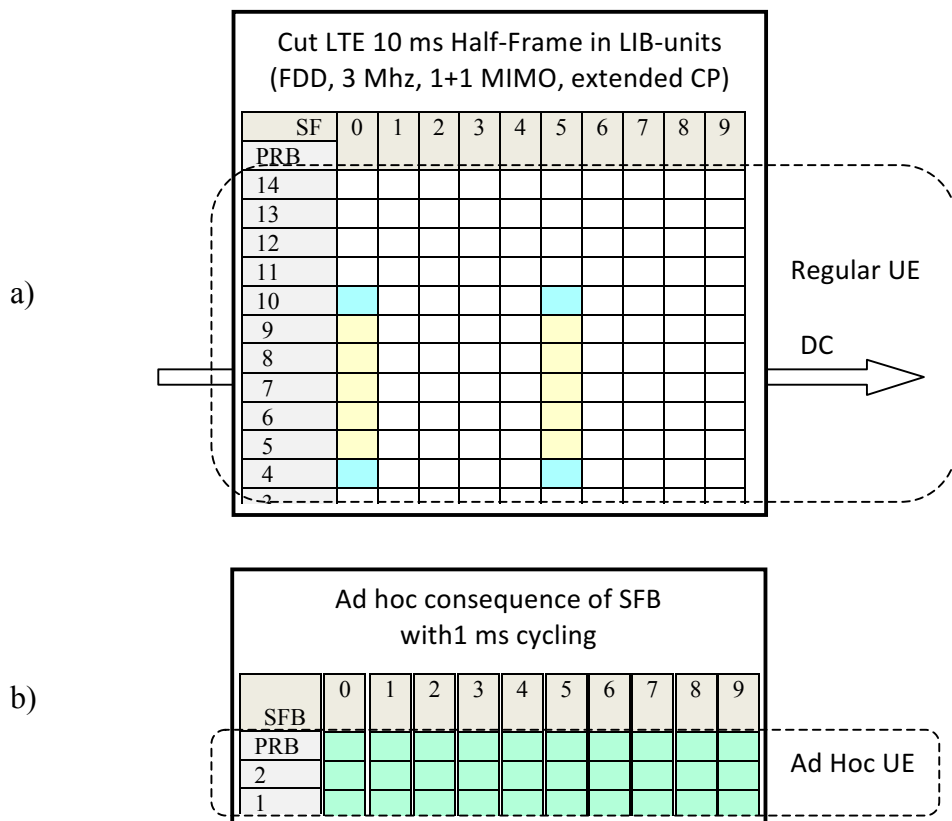 Cut LTE 10 ms Half-Frame in LIB-units
(FDD, 3 Mhz, 1+1 MIMO, extended CP)
SF 0 1 2 3 4 5 6 7 8 9
PRB
14
13
12
11
10
9
8
7
6
5
4
a)
Regular UE
DC
Ad hoc consequence of SFB
with1 ms cycling
0 1 2 3 4 5 6 7 8 9
SFB
PRB
2
1
b)
Ad Hoc UE